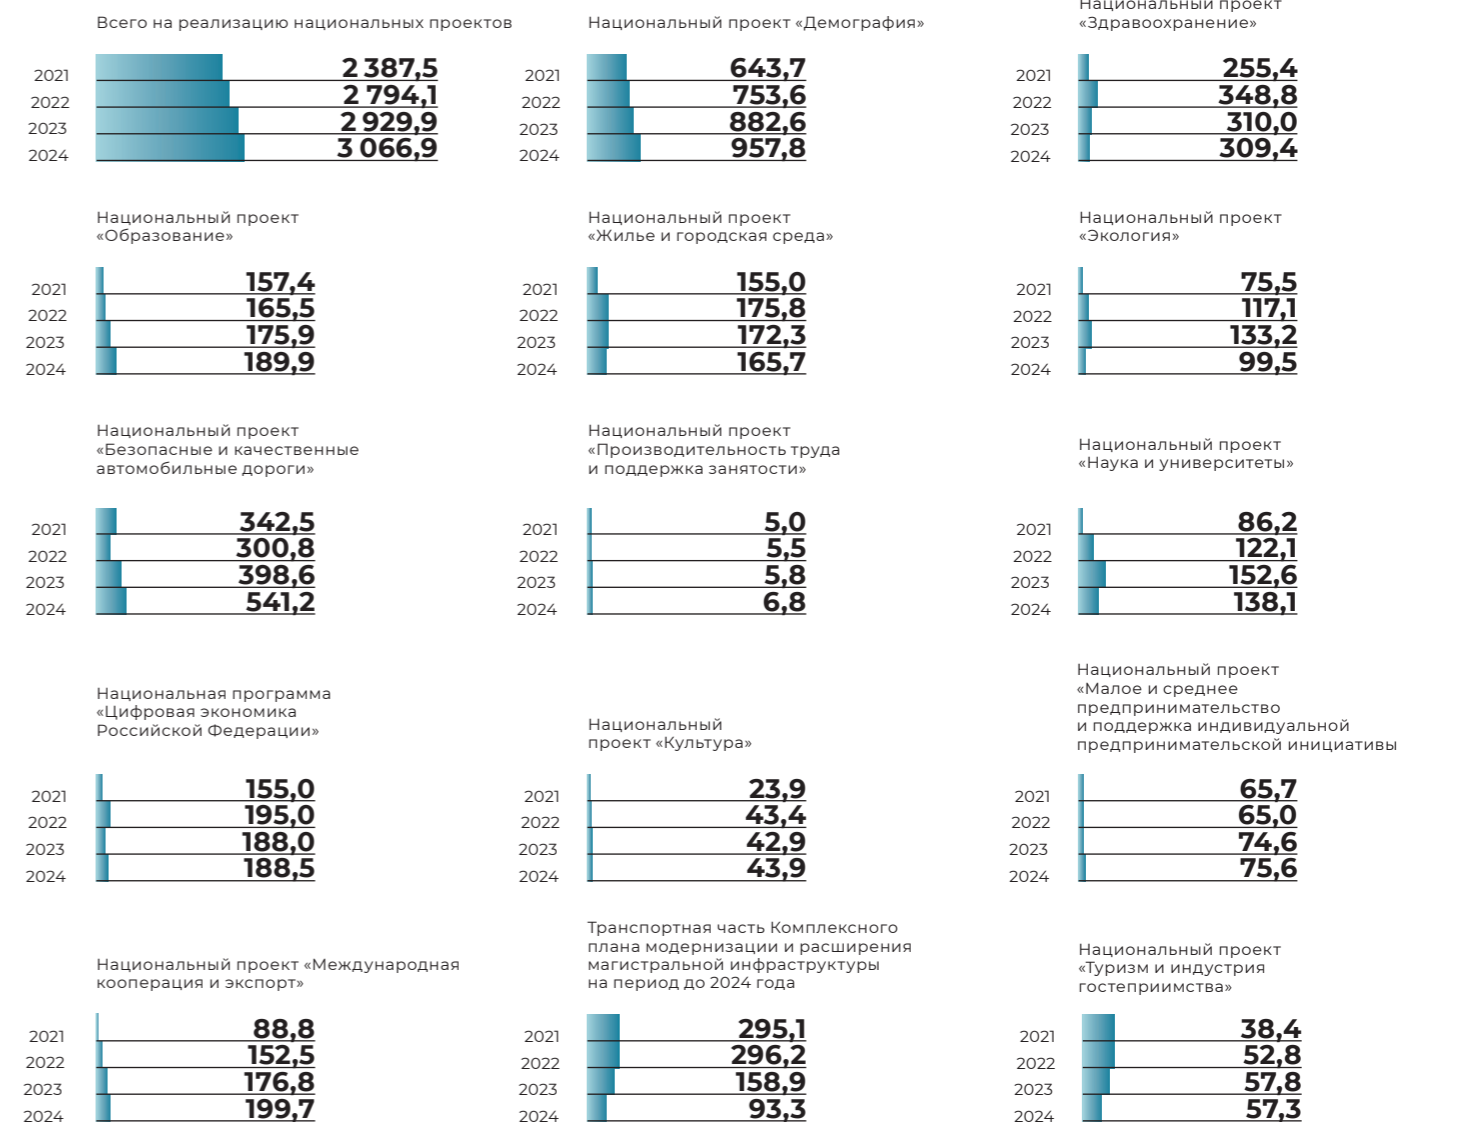 Всего на реализацию национальных проектов
2021 2 387,5
2022 2 794,1
2023 2 929,9
2024 3 066,9
Национальный проект «Демография»
2021 643,7
2022 753,6
2023 882,6
2024 957,8
Национальный проект
«Здравоохранение»
2021 255,4
2022 348,8
2023 310,0
2024 309,4
Национальный проект
«Образование»
2021 157,4
2022 165,5
2023 175,9
2024 189,9
Национальный проект
«Жилье и городская среда»
2021 155,0
2022 175,8
2023 172,3
2024 165,7
Национальный проект
«Экология»
2021 75,5
2022 117,1
2023 133,2
2024 99,5
Национальный проект
«Безопасные и качественные
автомобильные дороги»
2021 342,5
2022 300,8
2023 398,6
2024 541,2
Национальный проект
«Производительность труда
и поддержка занятости»
2021 5,0
2022 5,5
2023 5,8
2024 6,8
Национальный проект
«Наука и университеты»
2021 86,2
2022 122,1
2023 152,6
2024 138,1
Национальная программа
«Цифровая экономика
Российской Федерации»
2021 155,0
2022 195,0
2023 188,0
2024 188,5
Национальный
проект «Культура»
2021 23,9
2022 43,4
2023 42,9
2024 43,9
Национальный проект
«Малое и среднее
предпринимательство
и поддержка индивидуальной
предпринимательской инициативы
2021 65,7
2022 65,0
2023 74,6
2024 75,6
Национальный проект «Международная
кооперация и экспорт»
2021 88,8
2022 152,5
2023 176,8
2024 199,7
Транспортная часть Комплексного
плана модернизации и расширения
магистральной инфраструктуры
на период до 2024 года
2021 295,1
2022 296,2
2023 158,9
2024 93,3
Национальный проект
«Туризм и индустрия
гостеприимства»
2021 38,4
2022 52,8
2023 57,8
2024 57,3